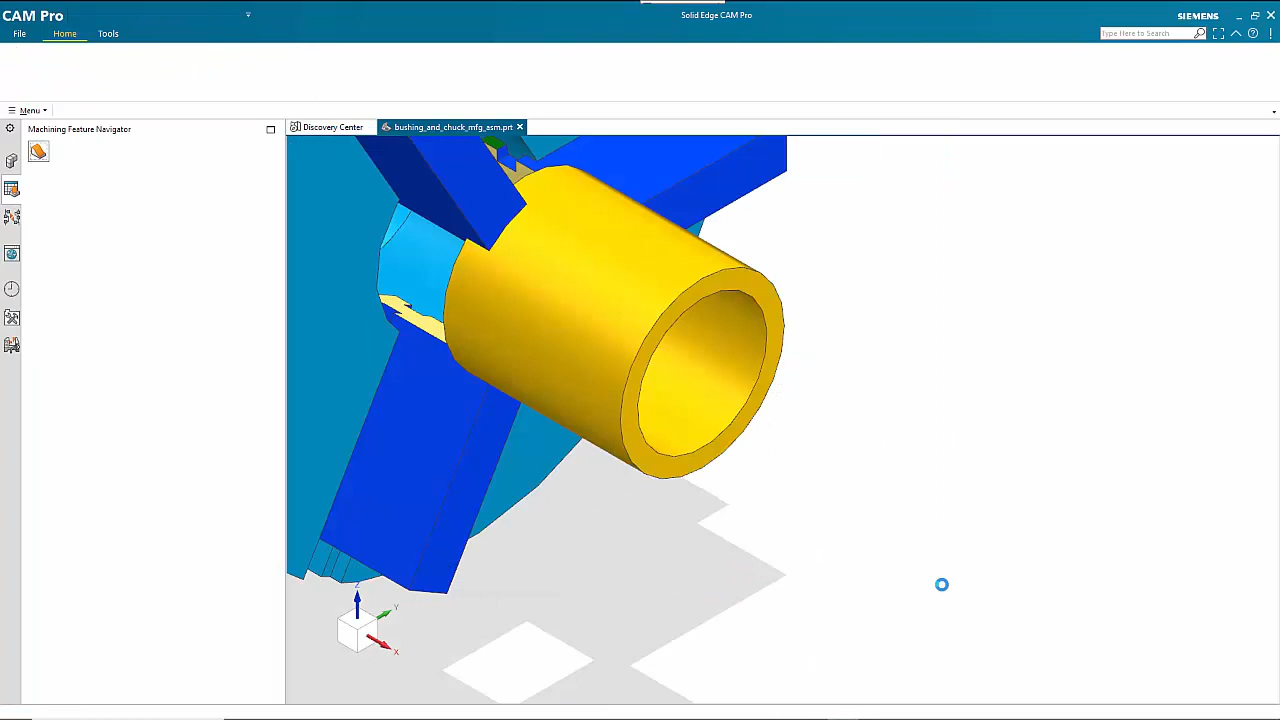 CAM Pro
Solid Edge CAM Pro
SIEMENS
File
Home
Tools
Type Here to Search
Menu
Machining Feature Navigator
Discovery Center
bushing_and_chuck_mfg_asm.prt
Z
Y
X